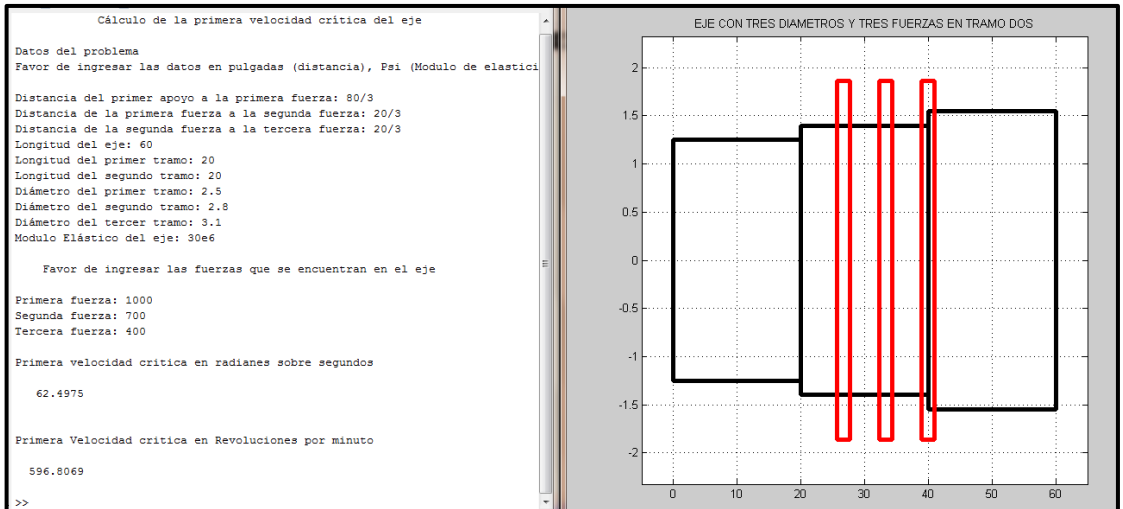 Cálculo de la primera velocidad crítica del eje
Datos del problema
Favor de ingresar las datos en pulgadas (distancia), Psi (Modulo de elastici
Distancia del primer apoyo a la primera fuerza: 80/3
Distancia de la primera fuerza a la segunda fuerza: 20/3
Distancia de la segunda fuerza a la tercera fuerza: 20/3
Longitud del eje: 60
Longitud del primer tramo: 20
Longitud del segundo tramo: 20
Diámetro del primer tramo: 2.5
Diámetro del segundo tramo: 2.8
Diámetro del tercer tramo: 3.1
Modulo Elástico del eje: 30e6
Favor de ingresar las fuerzas que se encuentran en el eje
Primera fuerza: 1000
Segunda fuerza: 700
Tercera fuerza: 400
Primera velocidad critica en radianes sobre segundos
62.4975
Primera Velocidad critica en Revoluciones por minuto
596.8069
>>
EJE CON TRES DIAMETROS Y TRES FUERZAS EN TRAMO DOS
2
1.5
1
0.5
0
-0.5
-1
-1.5
-2
0 10 20 30 40 50 60